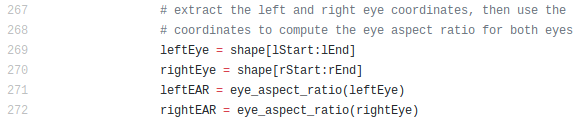 267 # extract the left and right eye coordinates, then use the
268 # coordinates to compute the eye aspect ratio for both eyes
269 leftEye = shape[lStart:lEnd]
270 rightEye = shape[rStart:rEnd]
271 leftEAR = eye_aspect_ratio(leftEye)
272 rightEAR = eye_aspect_ratio(rightEye)